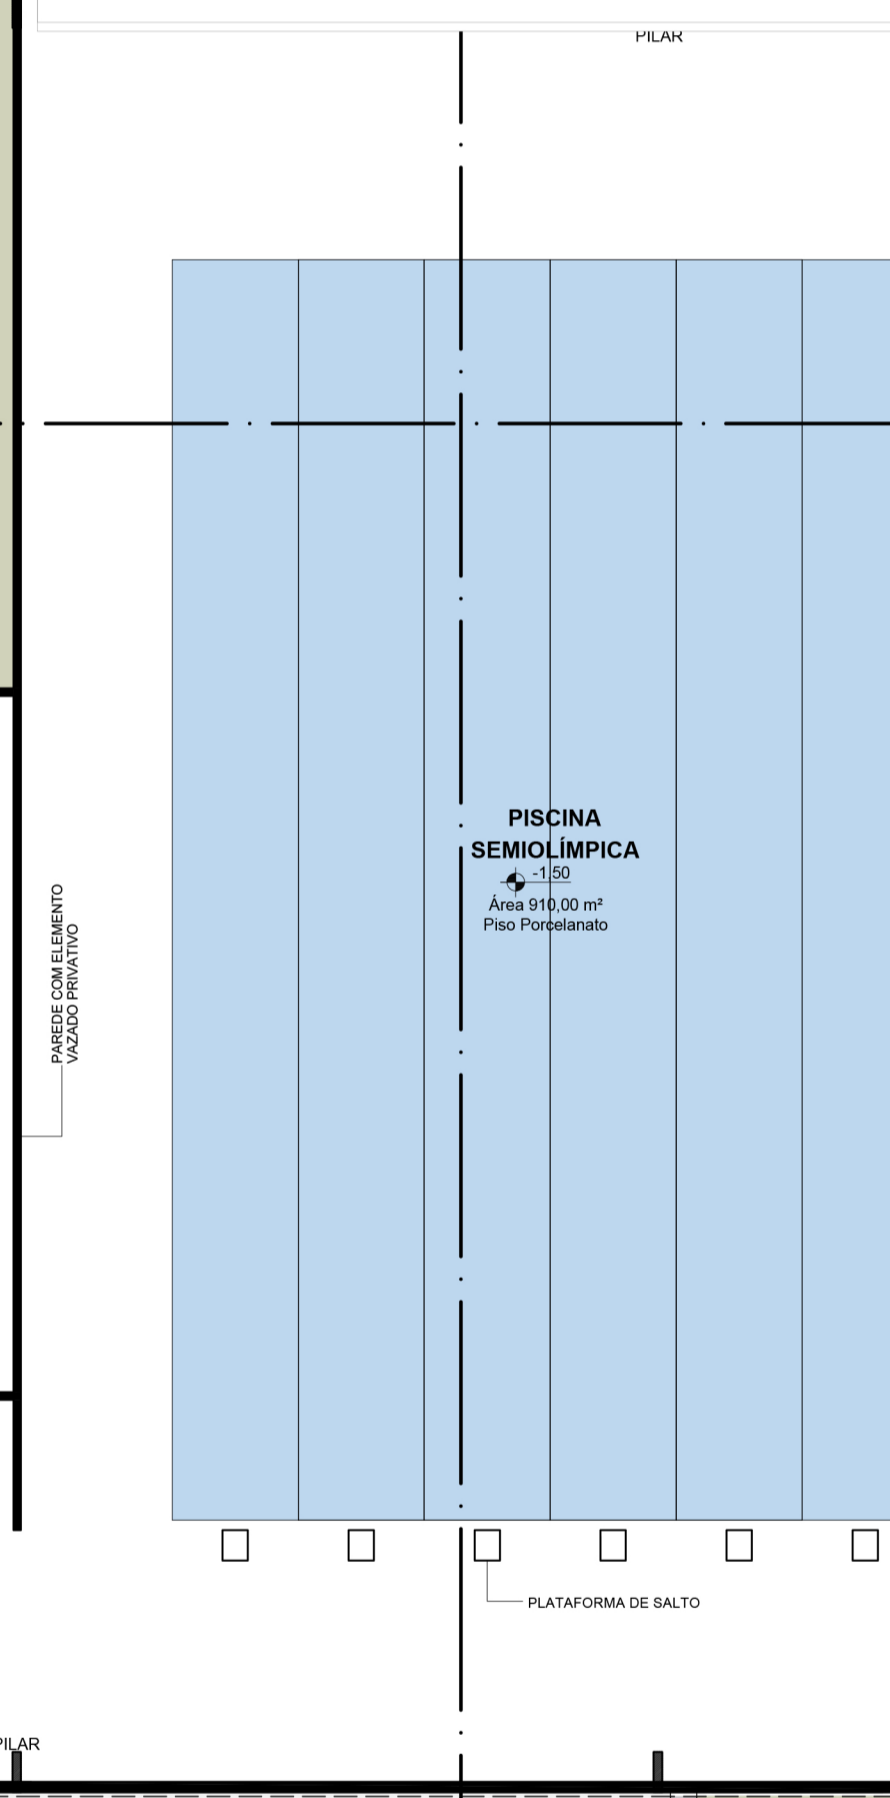 PILAR
PISCINA
SEMIOLÍMPICA
-1,50
Área 910,00 m²
Piso Porcelanato
PAREDE COM ELEMENTO
VAZADO PRIVATIVO
PLATAFORMA DE SALTO
PILAR